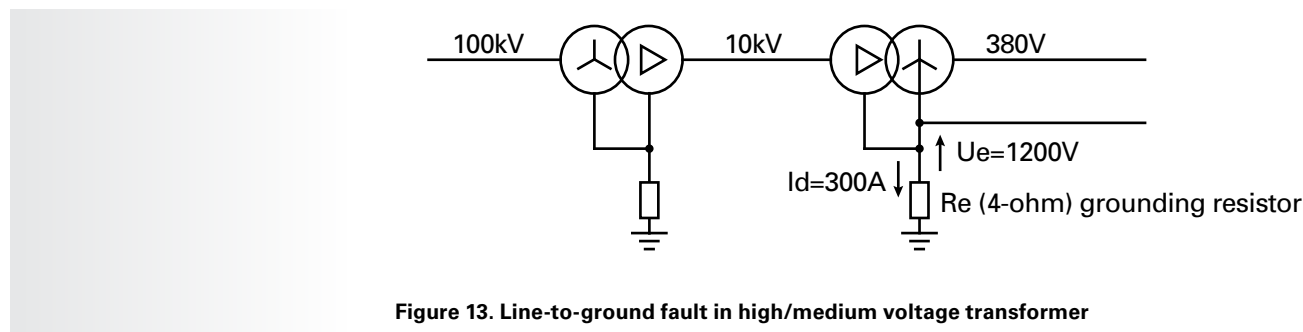 100kV
10kV
380V
Ue=1200V
Id=300A
Re (4-ohm) grounding resistor
Figure 13. Line-to-ground fault in high/medium voltage transformer